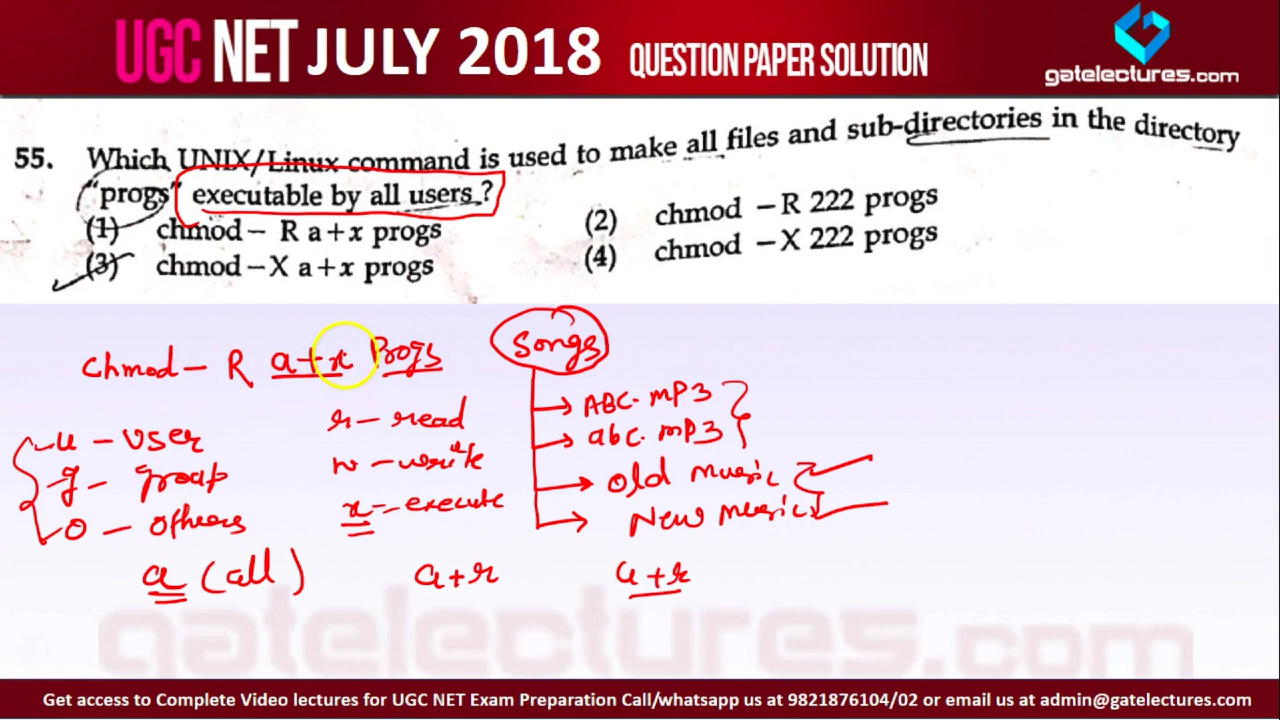 UGC NET JULY 2018 QUESTION PAPER SOLUTION
gatelectures.com
55. Which UNIX/Linux command is used to make all files and sub-directories in the directory
"progs" executable by all users ?
(1) chmod – R a+x progs
(2) chmod – R 222 progs
(3) chmod – X a+x progs
(4) chmod – X 222 progs
Chmod – R a+x Progs
Songs
u – user
g – group
o – others
a (all)
r – read
w – write
x – execute
a+r
ABC.mp3
abc.mp3
old music
New music
u+x
gatelectures.com
Get access to Complete Video lectures for UGC NET Exam Preparation Call/whatsapp us at 9821876104/02 or email us at admin@gatelectures.com